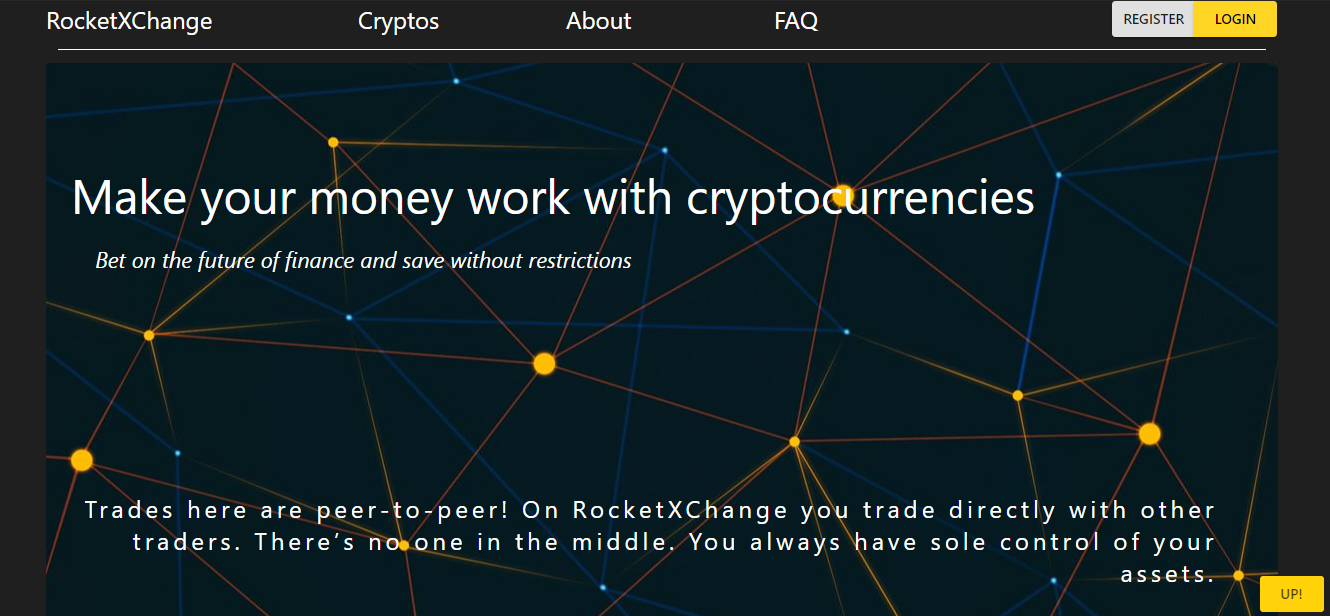 RocketXChange Cryptos About FAQ REGISTER LOGIN
Make your money work with cryptocurrencies
Bet on the future of finance and save without restrictions
Trades here are peer-to-peer! On RocketXChange you trade directly with other
traders. There’s no one in the middle. You always have sole control of your
assets.
UP!